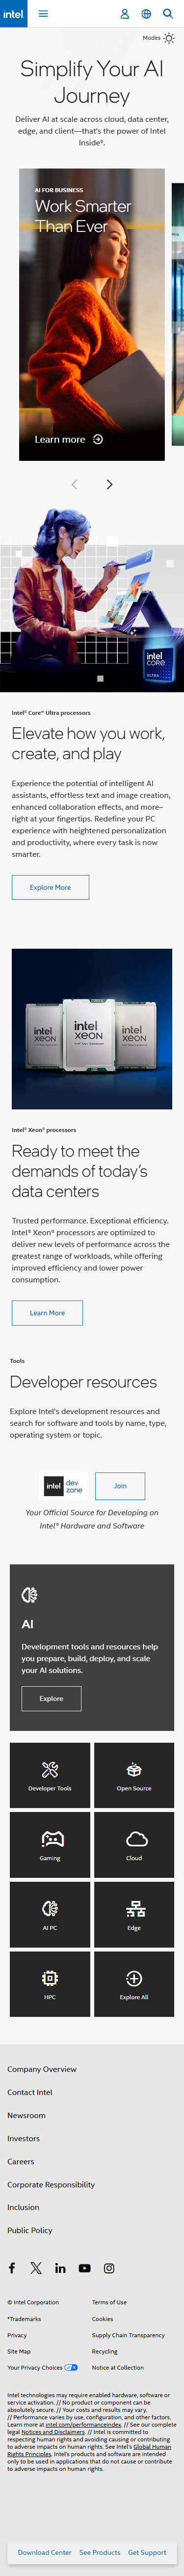 intel
Modes
Simplify Your AI
Journey
Deliver AI at scale across cloud, data center,
edge, and client—that's the power of Intel
Inside®.
AI FOR BUSINESS
Work Smarter
Than Ever
Learn more
intel
CORE
ULTRA
Intel® Core™ Ultra processors
Elevate how you work,
create, and play
Experience the potential of intelligent AI
assistants, effortless text and image creation,
enhanced collaboration effects, and more–
right at your fingertips. Redefine your PC
experience with heightened personalization
and productivity, where every task is now
smarter.
Explore More
intel
XEON
intel
XEON
intel
XEON
Intel® Xeon® processors
Ready to meet the
demands of today's
data centers
Trusted performance. Exceptional efficiency.
Intel® Xeon® processors are optimized to
deliver new levels of performance across the
greatest range of workloads, while offering
improved efficiency and lower power
consumption.
Learn More
Tools
Developer resources
Explore Intel's development resources and
search for software and tools by name, type,
operating system or topic.
intel dev
zone
Join
Your Official Source for Developing on
Intel® Hardware and Software
AI
Development tools and resources help
you prepare, build, deploy, and scale
your AI solutions.
Explore
Developer Tools
Open Source
Gaming
Cloud
AI PC
Edge
HPC
Explore All
Company Overview
Contact Intel
Newsroom
Investors
Careers
Corporate Responsibility
Inclusion
Public Policy
© Intel Corporation
Terms of Use
*Trademarks
Cookies
Privacy
Supply Chain Transparency
Site Map
Recycling
Your Privacy Choices
Notice at Collection
Intel technologies may require enabled hardware, software or
service activation. // No product or component can be
absolutely secure. // Your costs and results may vary.
// Performance varies by use, configuration, and other factors.
Learn more at intel.com/performanceindex. // See our complete
legal Notices and Disclaimers. // Intel is committed to
respecting human rights and avoiding causing or contributing
to adverse impacts on human rights. See Intel's Global Human
Rights Principles. Intel's products and software are intended
only to be used in applications that do not cause or contribute
to adverse impacts on human rights.
Download Center
See Products
Get Support